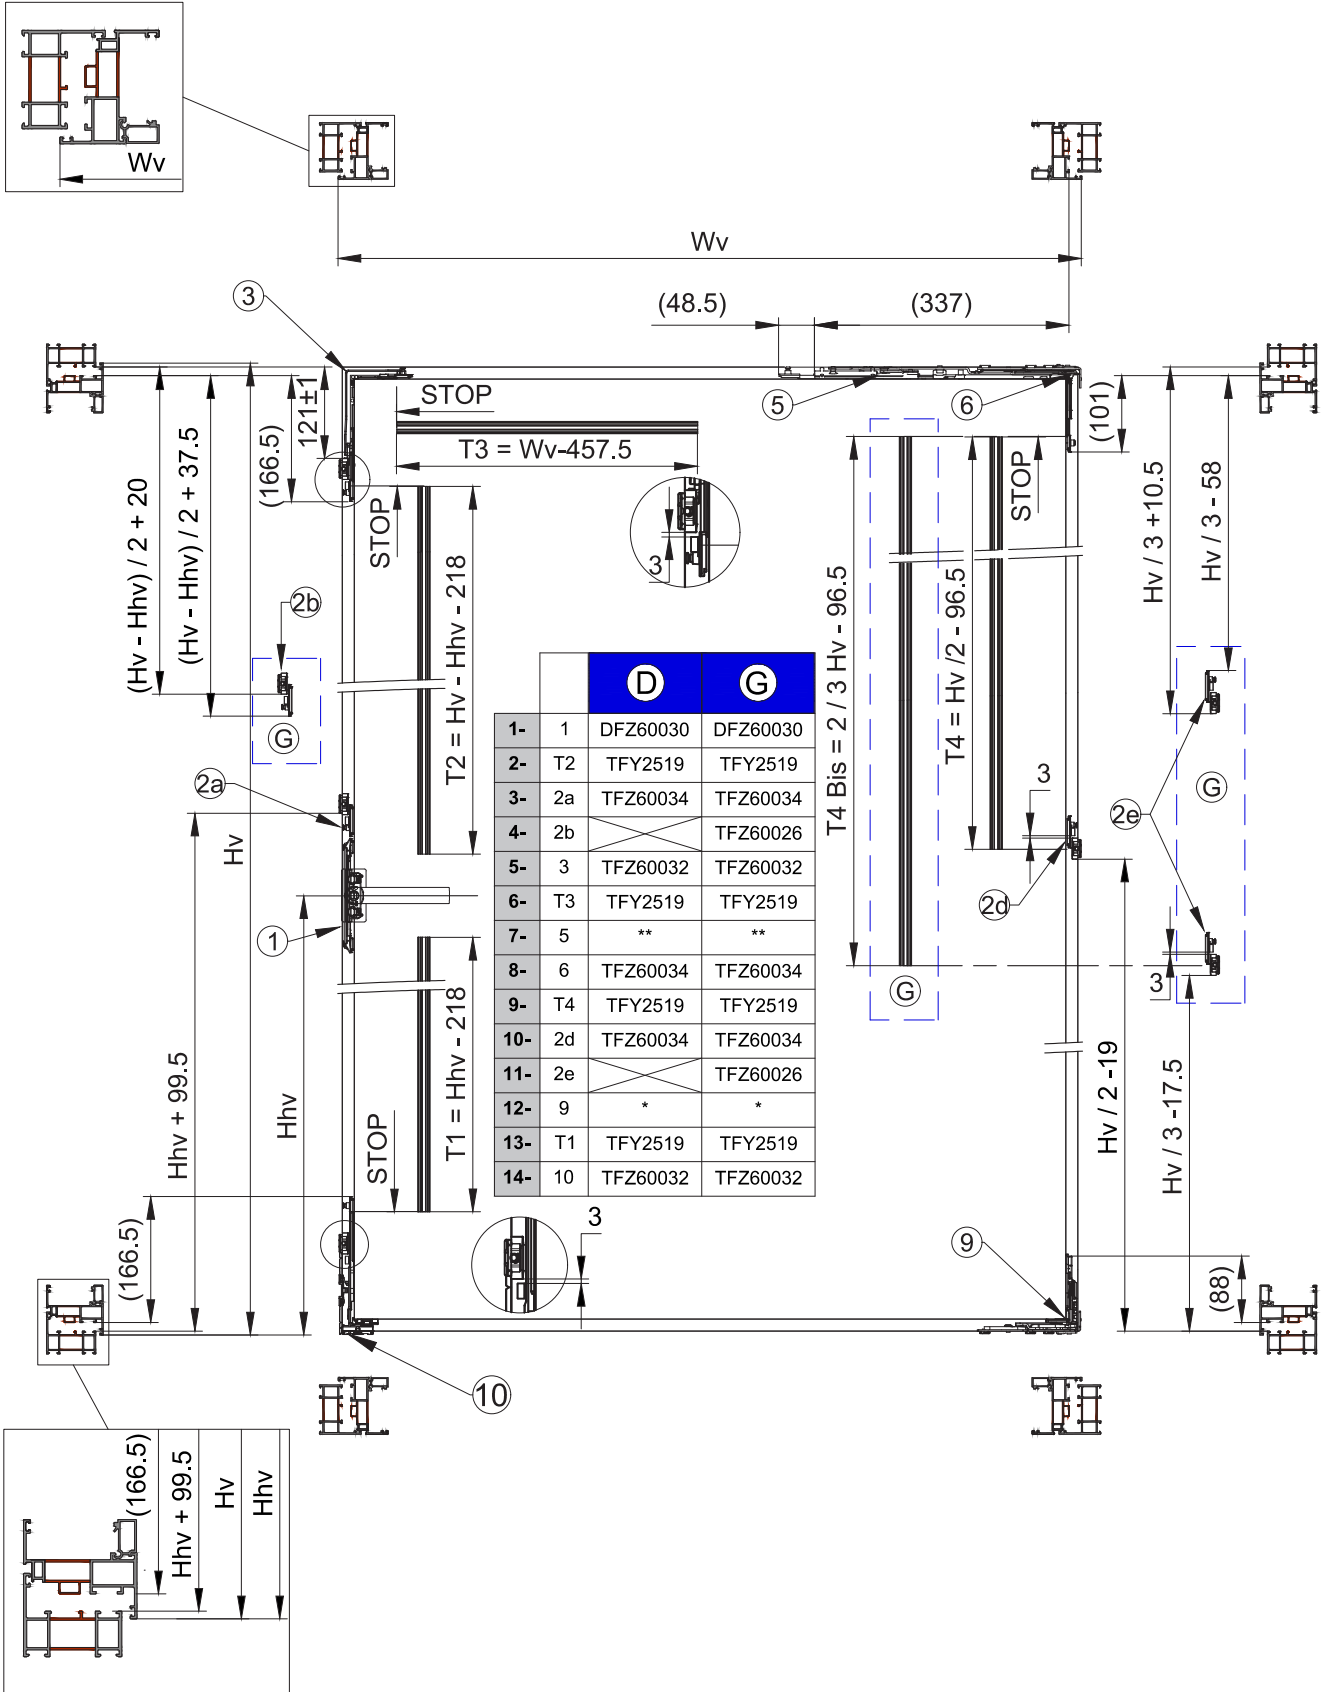 Wv
Wv
(48.5)
(337)
3
5
6
STOP
T3 = Wv-457.5
121±1
(166.5)
(Hv - Hhv) / 2 + 37.5
(Hv - Hhv) / 2 + 20
STOP
T2 = Hv - Hhv - 218
3
2b
G
2a
Hv
1
Hhv
Hhv + 99.5
(166.5)
STOP
T1 = Hhv - 218
3
10
D G
1- 1 DFZ60030 DFZ60030
2- T2 TFY2519 TFY2519
3- 2a TFZ60034 TFZ60034
4- 2b TFZ60026
5- 3 TFZ60032 TFZ60032
6- T3 TFY2519 TFY2519
7- 5 ** **
8- 6 TFZ60034 TFZ60034
9- T4 TFY2519 TFY2519
10- 2d TFZ60034 TFZ60034
11- 2e TFZ60026
12- 9 * *
13- T1 TFY2519 TFY2519
14- 10 TFZ60032 TFZ60032
T4 Bis = 2 / 3 Hv - 96.5
G
T4 = Hv /2 - 96.5
STOP
(101)
Hv / 3 +10.5
Hv / 3 - 58
3
2d
2e
G
3
Hv / 2 -19
Hv / 3 -17.5
9
(88)
(166.5)
Hhv + 99.5
Hv
Hhv